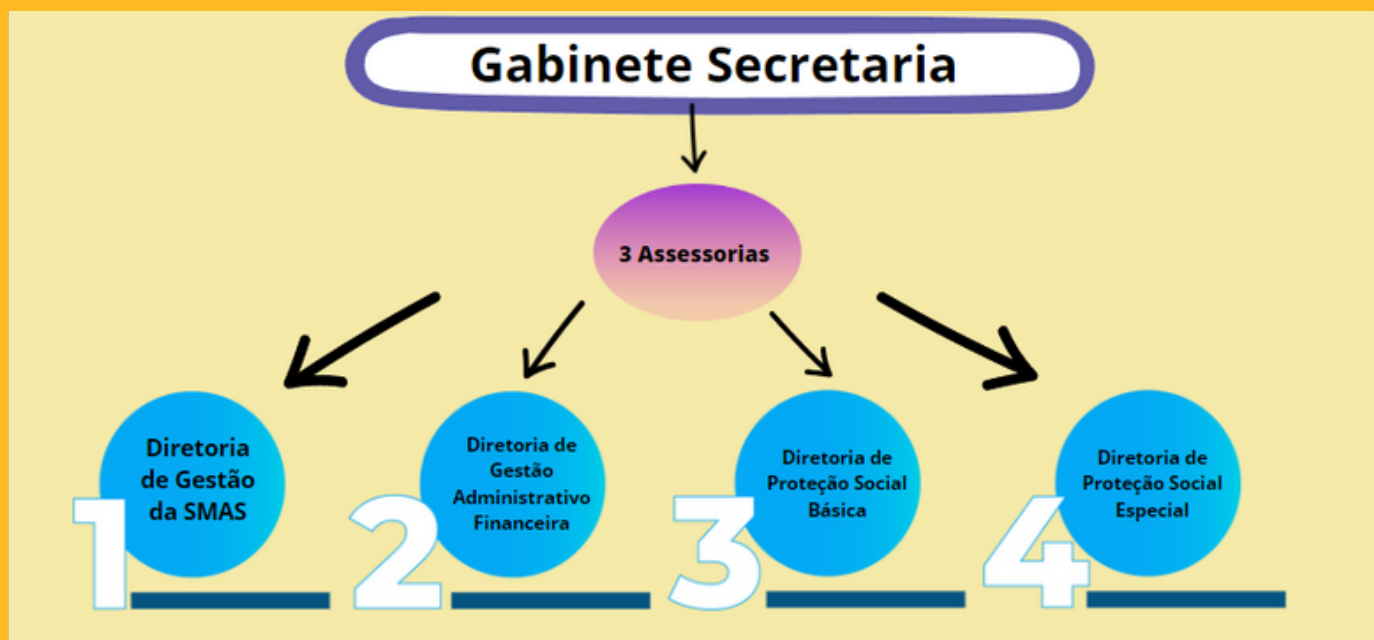 Gabinete Secretaria
3 Assessorias
Diretoria
de Gestão
da SMAS
1
Diretoria de
Gestão
Administrativo
Financeira
2
Diretoria de
Proteção Social
Básica
3
Diretoria de
Proteção Social
Especial
4